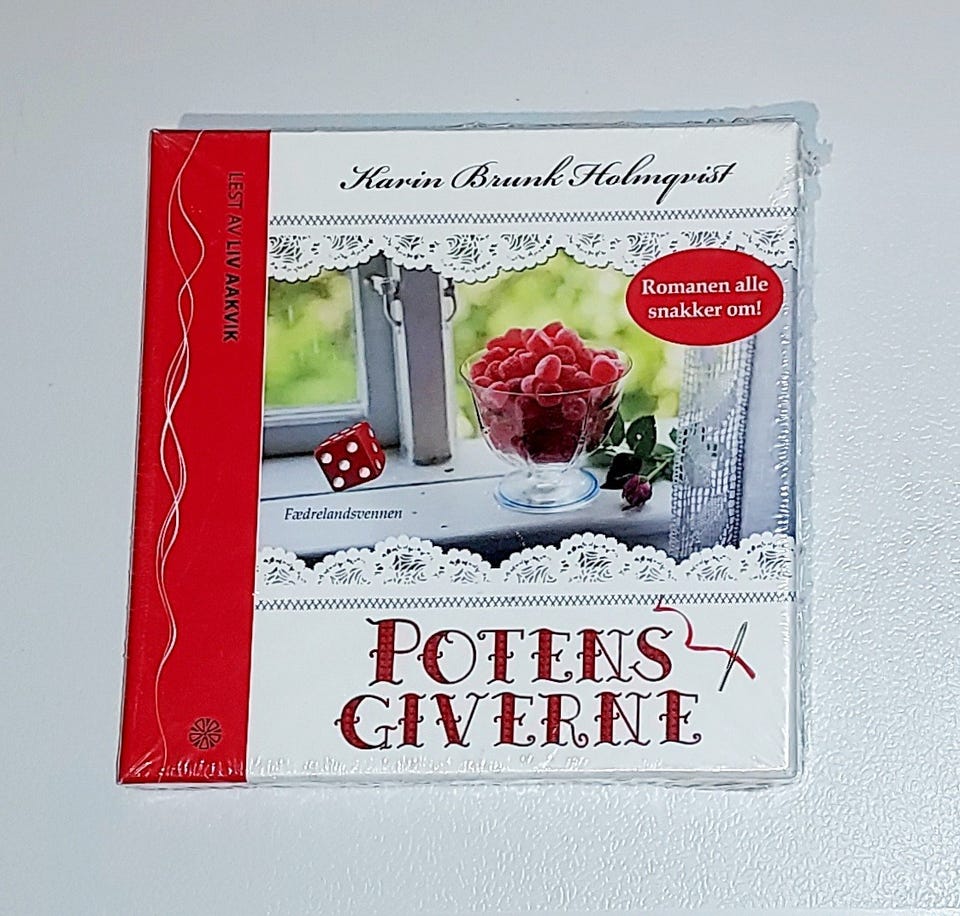 Karin Brunk Holmqvist
LEST AV LIV AAKVIK
Romanen alle
snakker om!
Fædrelandsvennen
POTENS
GIVERNE